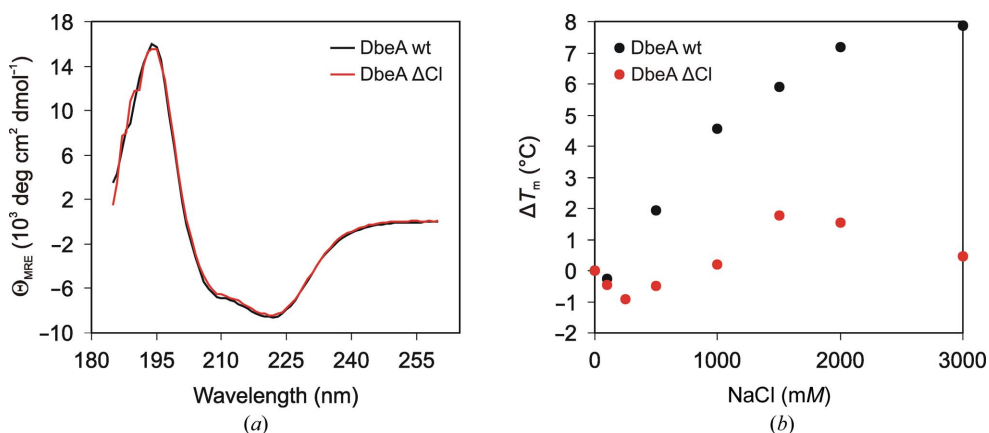 18
14
10
6
2
−2
−6
−10
180
195
210
225
240
255
ΘMRE (10³ deg cm² dmol⁻¹)
Wavelength (nm)
DbeA wt
DbeA ΔCl
(a)
8
7
6
5
4
3
2
1
0
−1
−2
0
1000
2000
3000
ΔTm (°C)
NaCl (mM)
DbeA wt
DbeA ΔCl
(b)